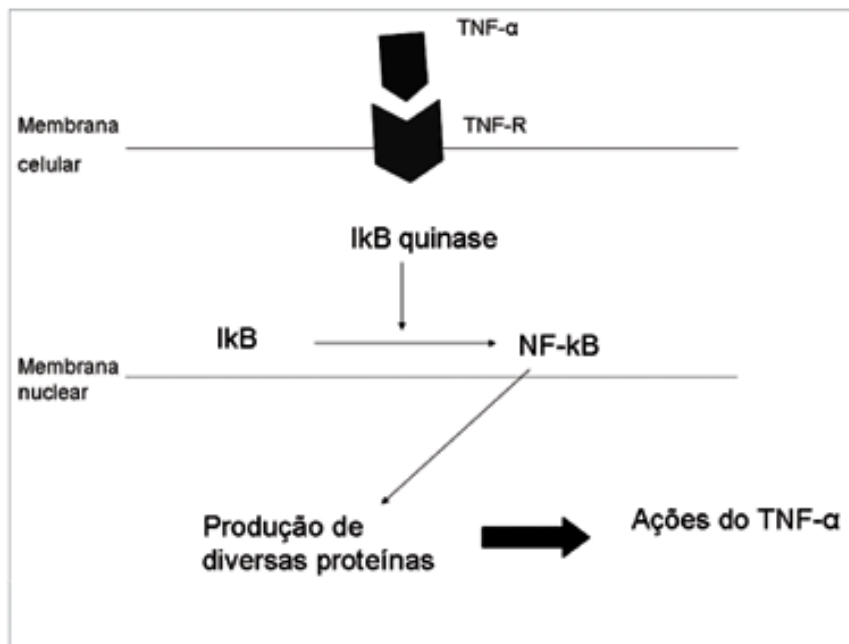 TNF-α
TNF-R
Membrana
celular
IkB quinase
IkB
NF-kB
Membrana
nuclear
Produção de
diversas proteínas
Ações do TNF-α